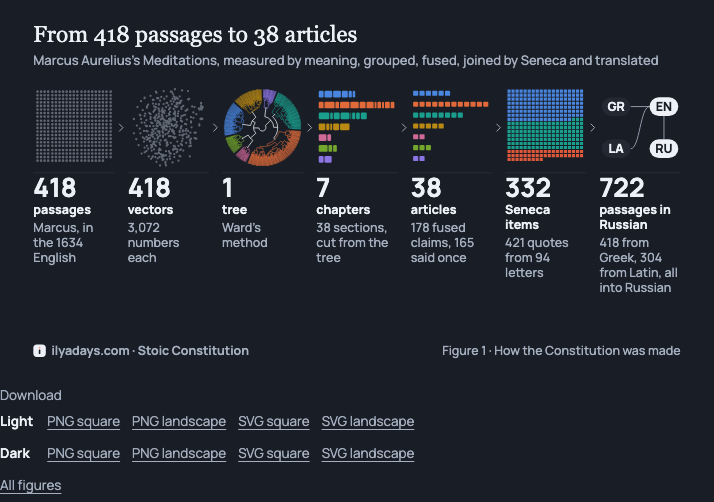 From 418 passages to 38 articles
Marcus Aurelius's Meditations, measured by meaning, grouped, fused, joined by Seneca and translated
GR
EN
LA
RU
418
passages
Marcus, in
the 1634
English
418
vectors
3,072
numbers
each
1
tree
Ward's
method
7
chapters
38 sections,
cut from the
tree
38
articles
178 fused
claims, 165
said once
332
Seneca
items
421 quotes
from 94
letters
722
passages in
Russian
418 from
Greek, 304
from Latin, all
into Russian
i
ilyadays.com · Stoic Constitution
Figure 1 · How the Constitution was made
Download
Light PNG square PNG landscape SVG square SVG landscape
Dark PNG square PNG landscape SVG square SVG landscape
All figures